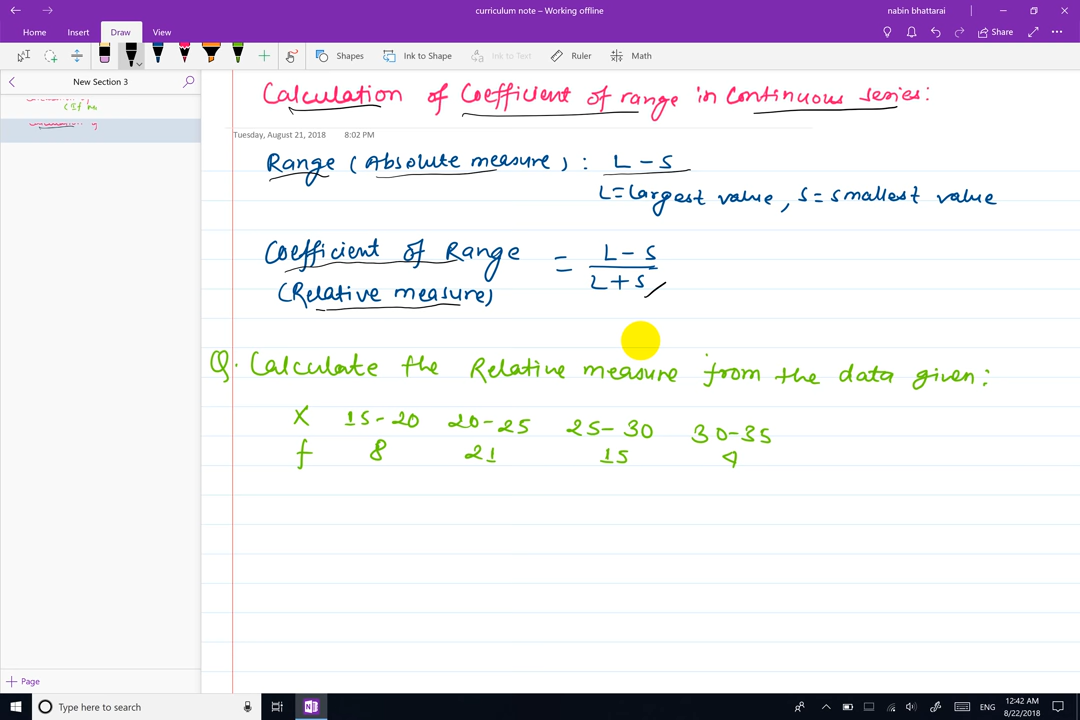 curriculum note – Working offline
nabin bhattarai
Home Insert Draw View
Share
Shapes Ink to Shape Ink to Text Ruler Math
New Section 3
Calculation of Coefficient of range in Continuous series:
Tuesday, August 21, 2018 8:02 PM
Range (Absolute measure) : L - S
L = largest value, S = smallest value
Coefficient of Range = L - S
L + S
(Relative measure)
Q. Calculate the Relative measure from the data given:
X 15 - 20 20 - 25 25 - 30 30 - 35
f 8 21 15 4
Page
Type here to search
ENG
12:42 AM
8/22/2018